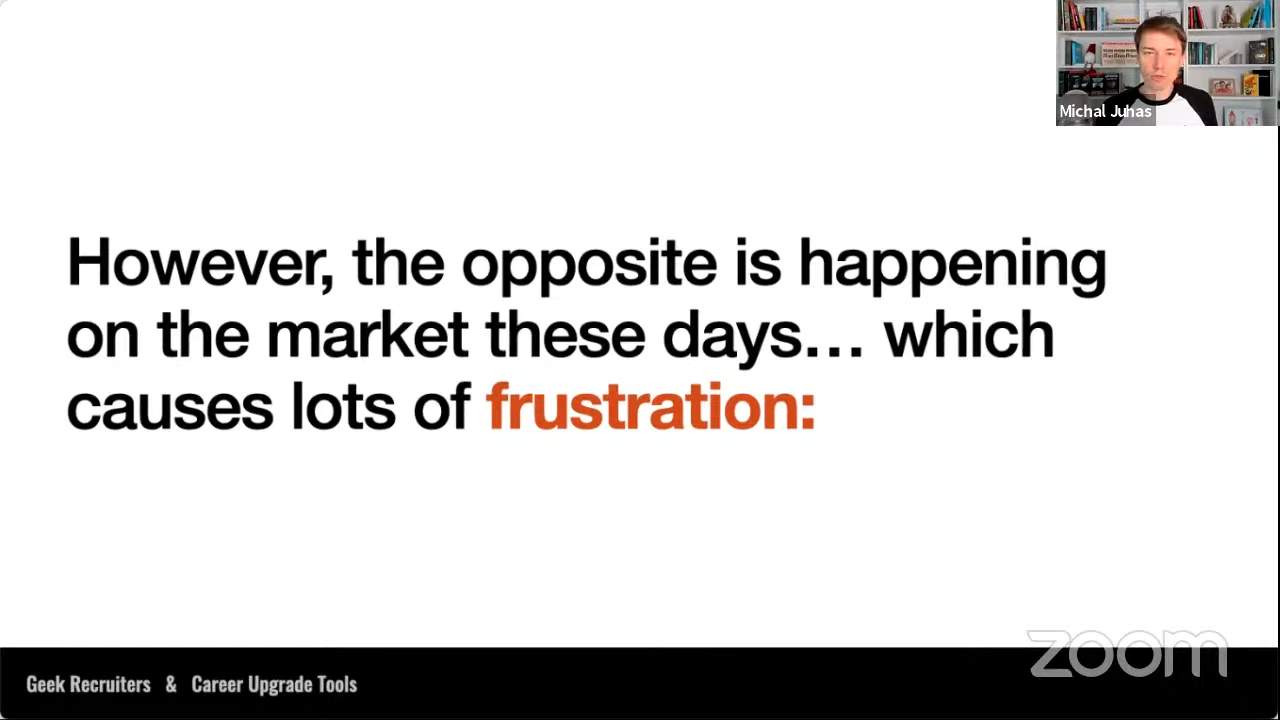 Michal Juhas
However, the opposite is happening
on the market these days… which
causes lots of frustration:
zoom
Geek Recruiters & Career Upgrade Tools